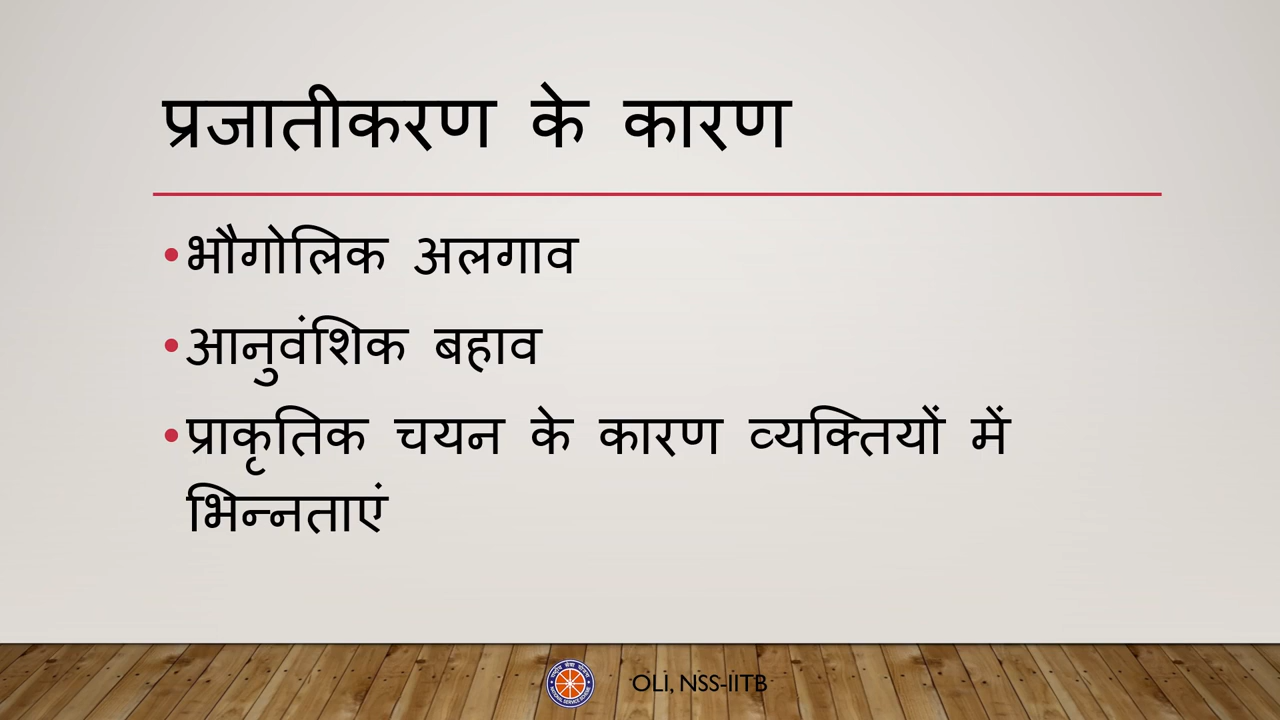 प्रजातीकरण के कारण
•भौगोलिक अलगाव
•आनुवंशिक बहाव
•प्राकृतिक चयन के कारण व्यक्तियों में
भिन्नताएं
OLI, NSS-IITB